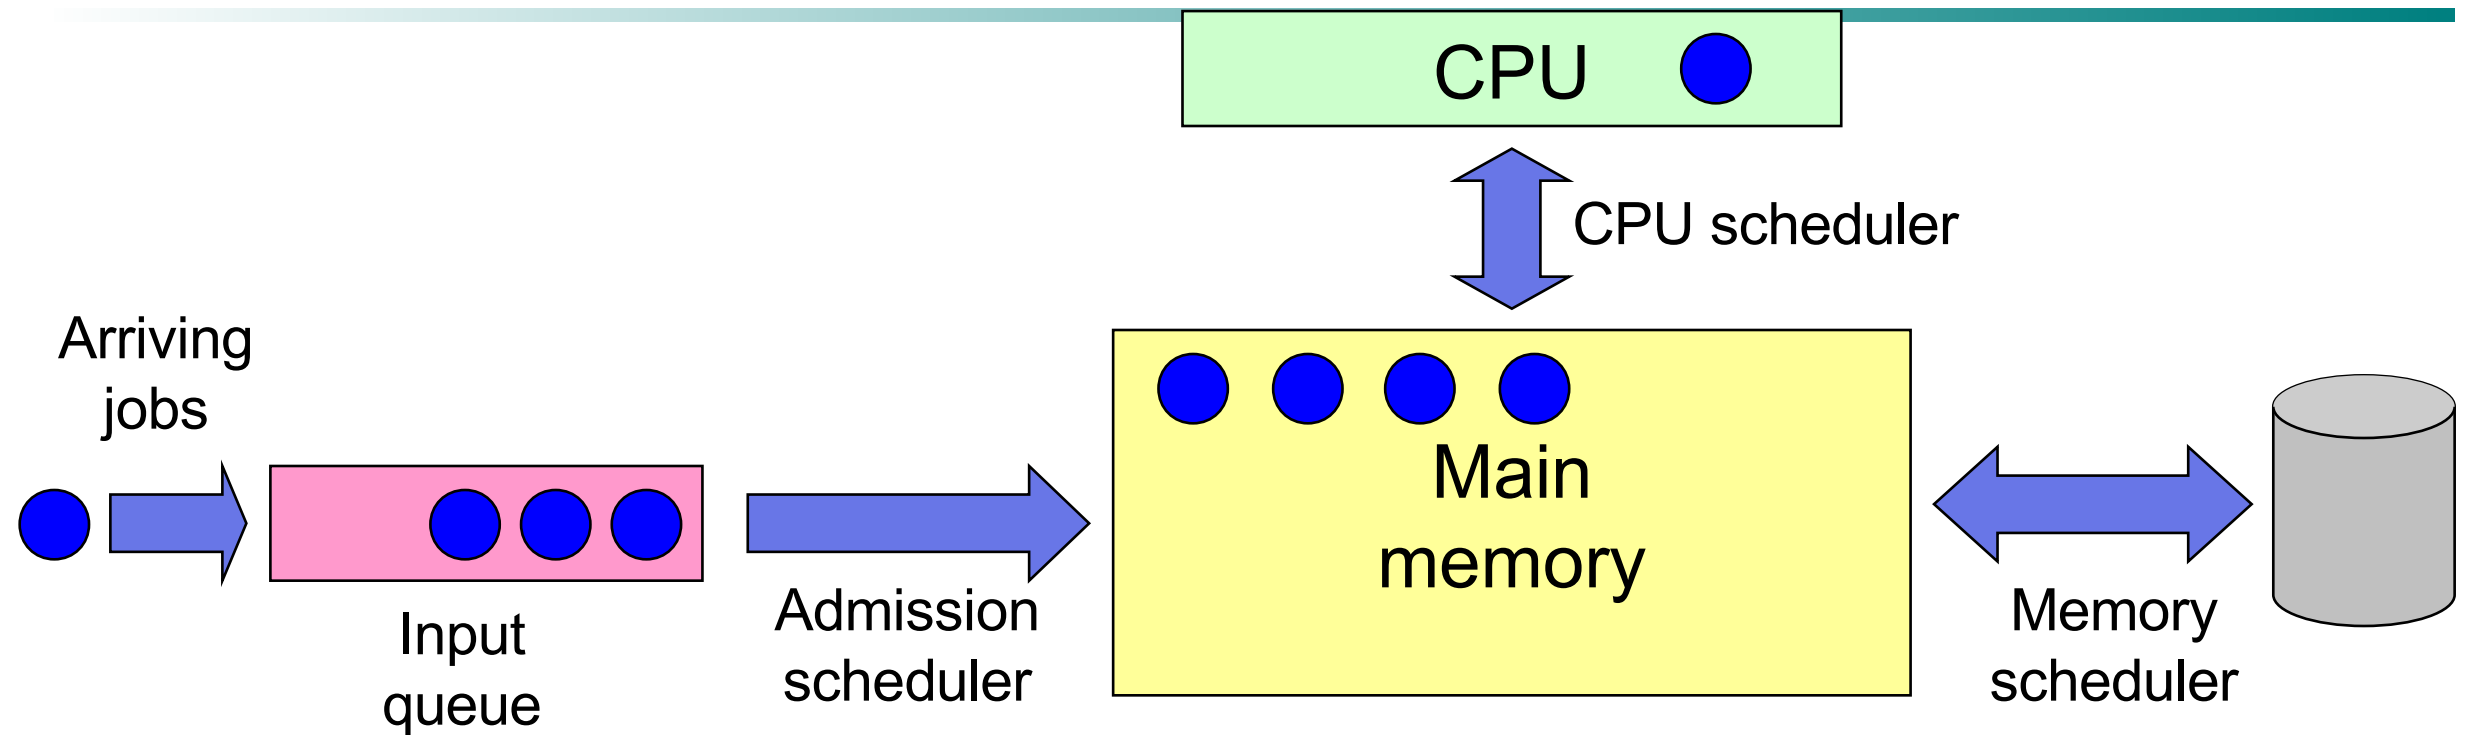 CPU
CPU scheduler
Arriving
jobs
Main
memory
Input
queue
Admission
scheduler
Memory
scheduler